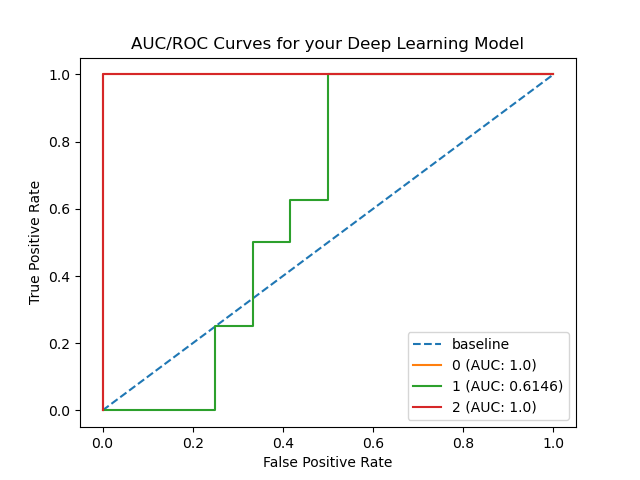 AUC/ROC Curves for your Deep Learning Model
True Positive Rate
1.0
0.8
0.6
0.4
0.2
0.0
baseline
0 (AUC: 1.0)
1 (AUC: 0.6146)
2 (AUC: 1.0)
0.0 0.2 0.4 0.6 0.8 1.0
False Positive Rate